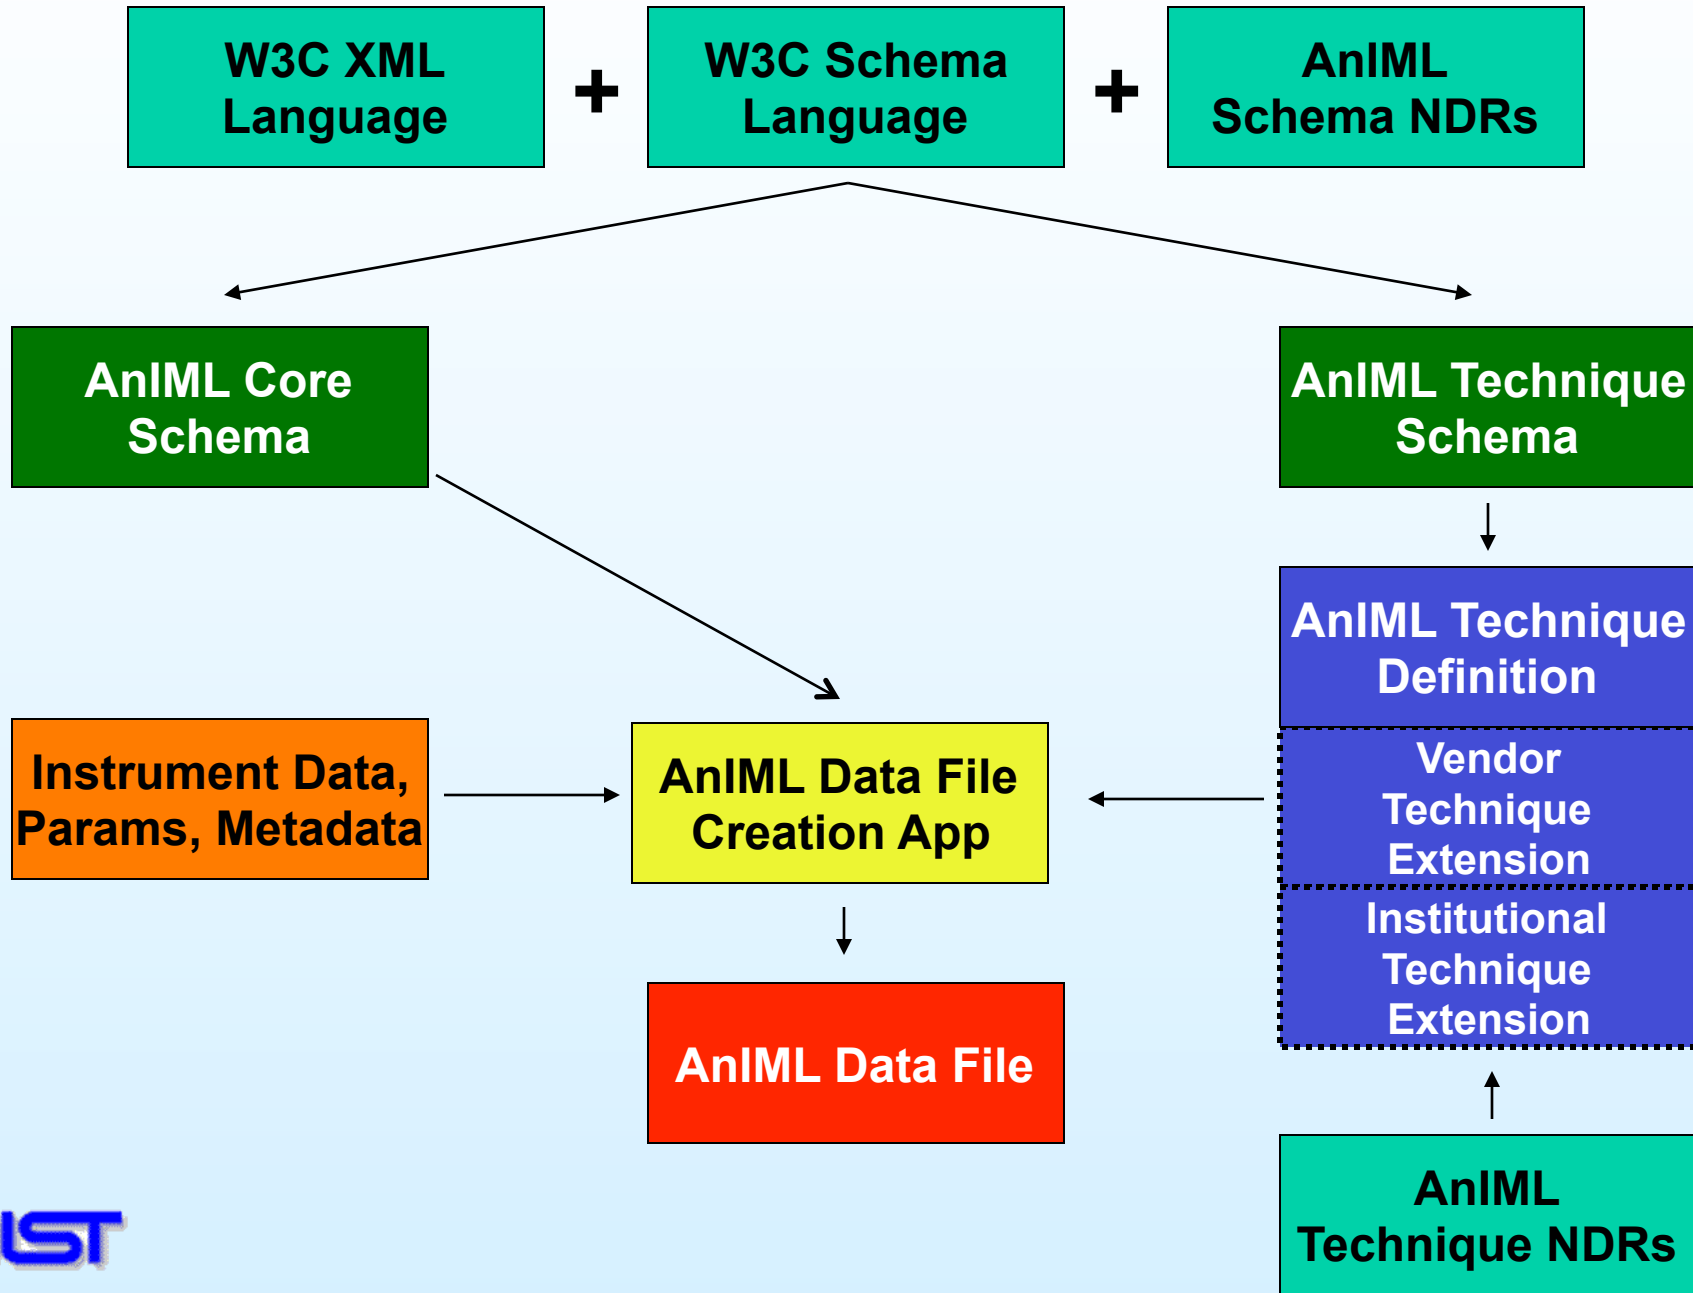 W3C XML
Language
+
W3C Schema
Language
+
AnIML
Schema NDRs
AnIML Core
Schema
AnIML Technique
Schema
AnIML Technique
Definition
Vendor
Technique
Extension
Institutional
Technique
Extension
Instrument Data,
Params, Metadata
AnIML Data File
Creation App
AnIML Data File
AnIML
Technique NDRs
IST